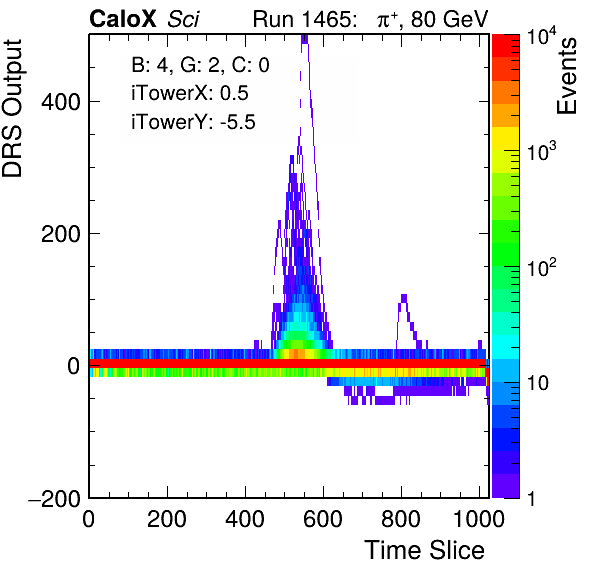 CaloX Sci Run 1465: π⁺, 80 GeV
B: 4, G: 2, C: 0
iTowerX: 0.5
iTowerY: -5.5
DRS Output
400
200
0
−200
0 200 400 600 800 1000
Time Slice
Events
10⁴
10³
10²
10
1